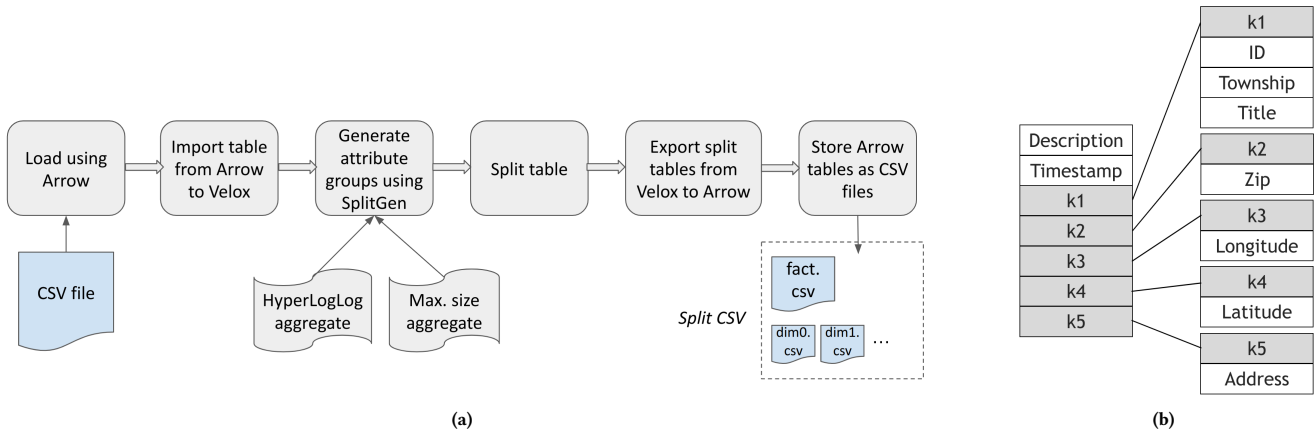 Load using
Arrow
Import table
from Arrow
to Velox
Generate
attribute
groups using
SplitGen
Split table
Export split
tables from
Velox to Arrow
Store Arrow
tables as CSV
files
CSV file
HyperLogLog
aggregate
Max. size
aggregate
Split CSV
fact.
csv
dim0.
csv
dim1.
csv
...
(a)
Description
Timestamp
k1
k2
k3
k4
k5
k1
ID
Township
Title
k2
Zip
k3
Longitude
k4
Latitude
k5
Address
(b)